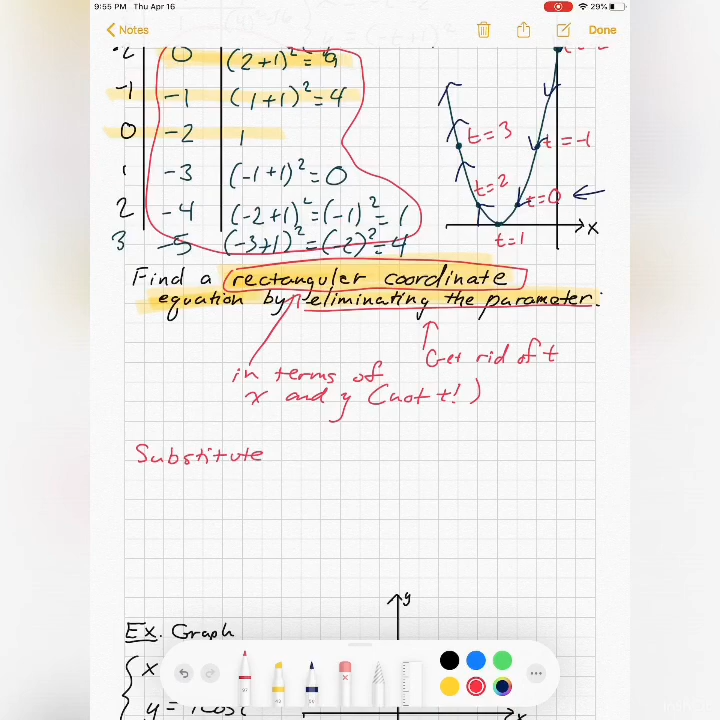 9:55 PM Thu Apr 16
29%
Notes
Done
-2 0 (2+1)²=9
-1 -1 (1+1)²=4
0 -2 1
1 -3 (-1+1)²=0
2 -4 (-2+1)²=(-1)²=1
3 -5 (-3+1)²=(-2)²=4
t=3
t=-1
t=2
t=0
x
t=1
Find a rectanguler coordinate
equation by eliminating the parameter:
Get rid of t
in terms of
x and y (not t!)
Substitute
y
Ex. Graph
x
y =
x
97